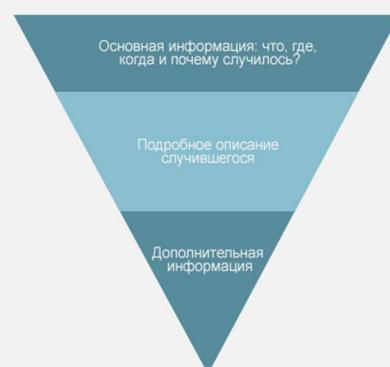 Основная информация: что, где,
когда и почему случилось?
Подробное описание
случившегося
Дополнительная
информация